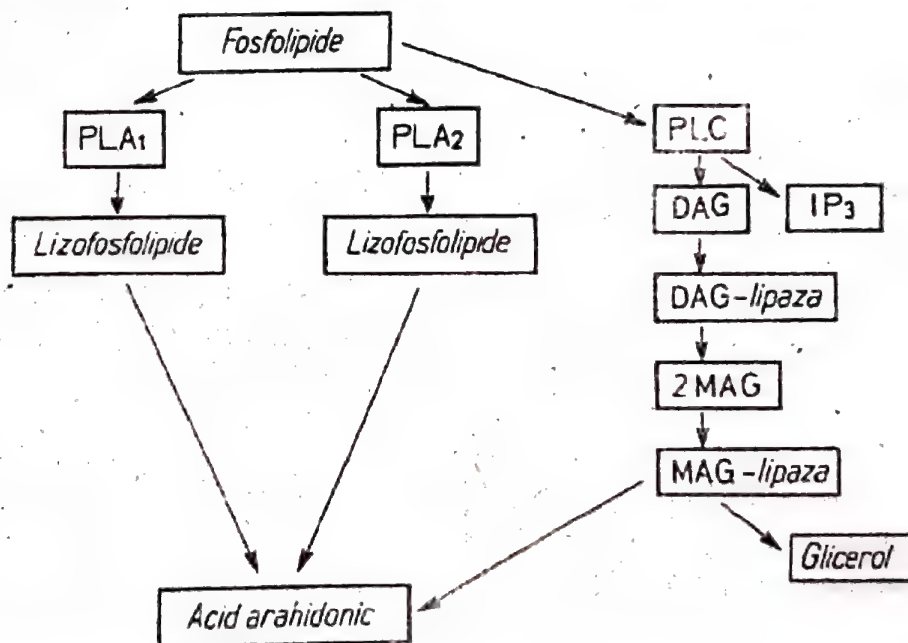 Fosfolipide
PLA₁
PLA₂
PLC
DAG
IP₃
Lizofosfolipide
Lizofosfolipide
DAG-lipaza
2 MAG
MAG-lipaza
Glicerol
Acid arahidonic